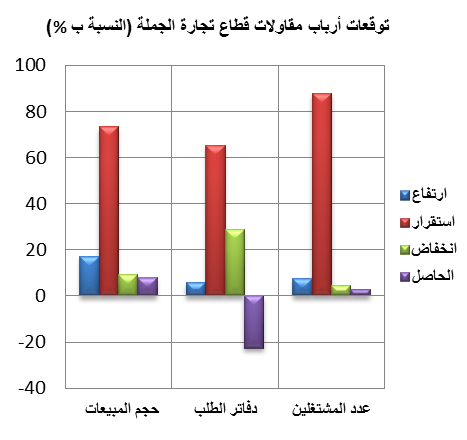 توقعات أرباب مقاولات قطاع تجارة الجملة (النسبة ب %)
100
80
60
40
20
0
-20
-40
حجم المبيعات
دفاتر الطلب
عدد المشتغلين
ارتفاع
استقرار
انخفاض
الحاصل